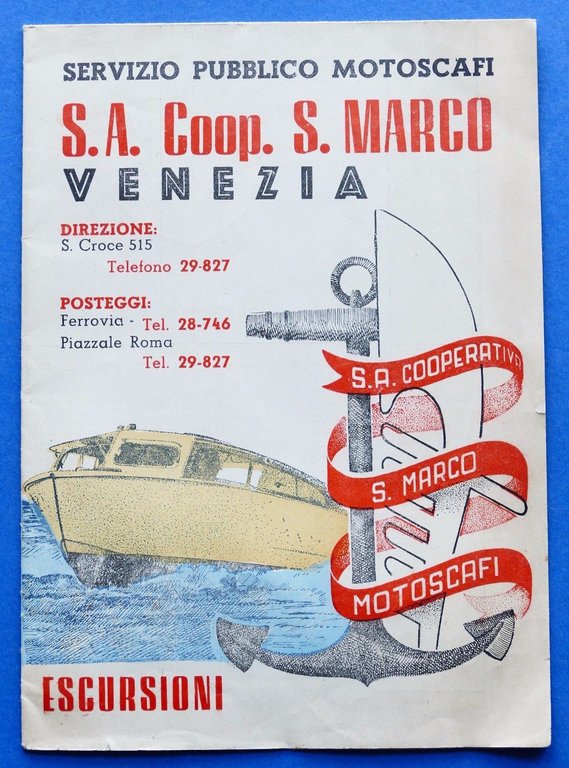 SERVIZIO PUBBLICO MOTOSCAFI
S.A. Coop. S. MARCO
VENEZIA
DIREZIONE:
S. Croce 515
Telefono 29-827
POSTEGGI:
Ferrovia - Tel. 28-746
Piazzale Roma
Tel. 29-827
S.A. COOPERATIVA
S. MARCO
MOTOSCAFI
ESCURSIONI